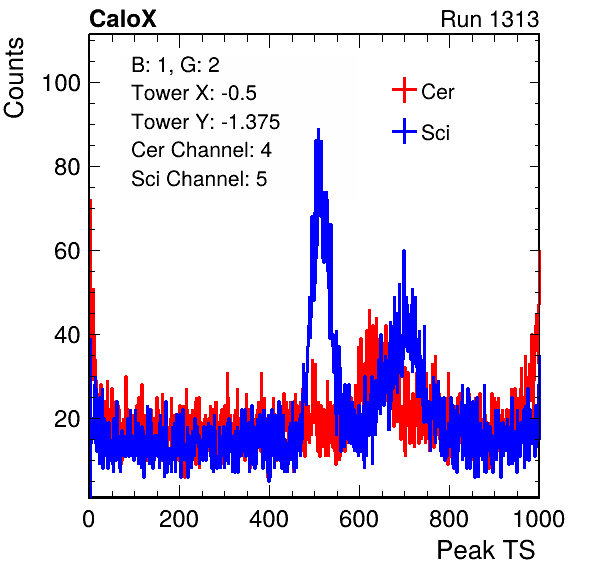 CaloX Run 1313
Counts
B: 1, G: 2
Tower X: -0.5
Tower Y: -1.375
Cer Channel: 4
Sci Channel: 5
Cer
Sci
100
80
60
40
20
0 200 400 600 800 1000
Peak TS